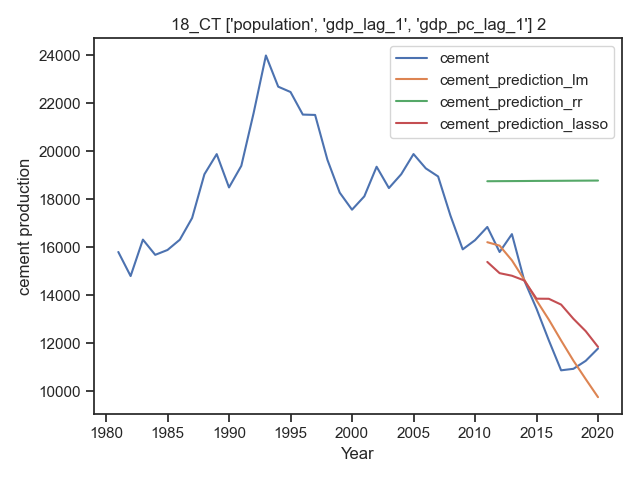 18_CT ['population', 'gdp_lag_1', 'gdp_pc_lag_1'] 2
cement
cement_prediction_lm
cement_prediction_rr
cement_prediction_lasso
24000
22000
20000
18000
16000
14000
12000
10000
cement production
1980 1985 1990 1995 2000 2005 2010 2015 2020
Year